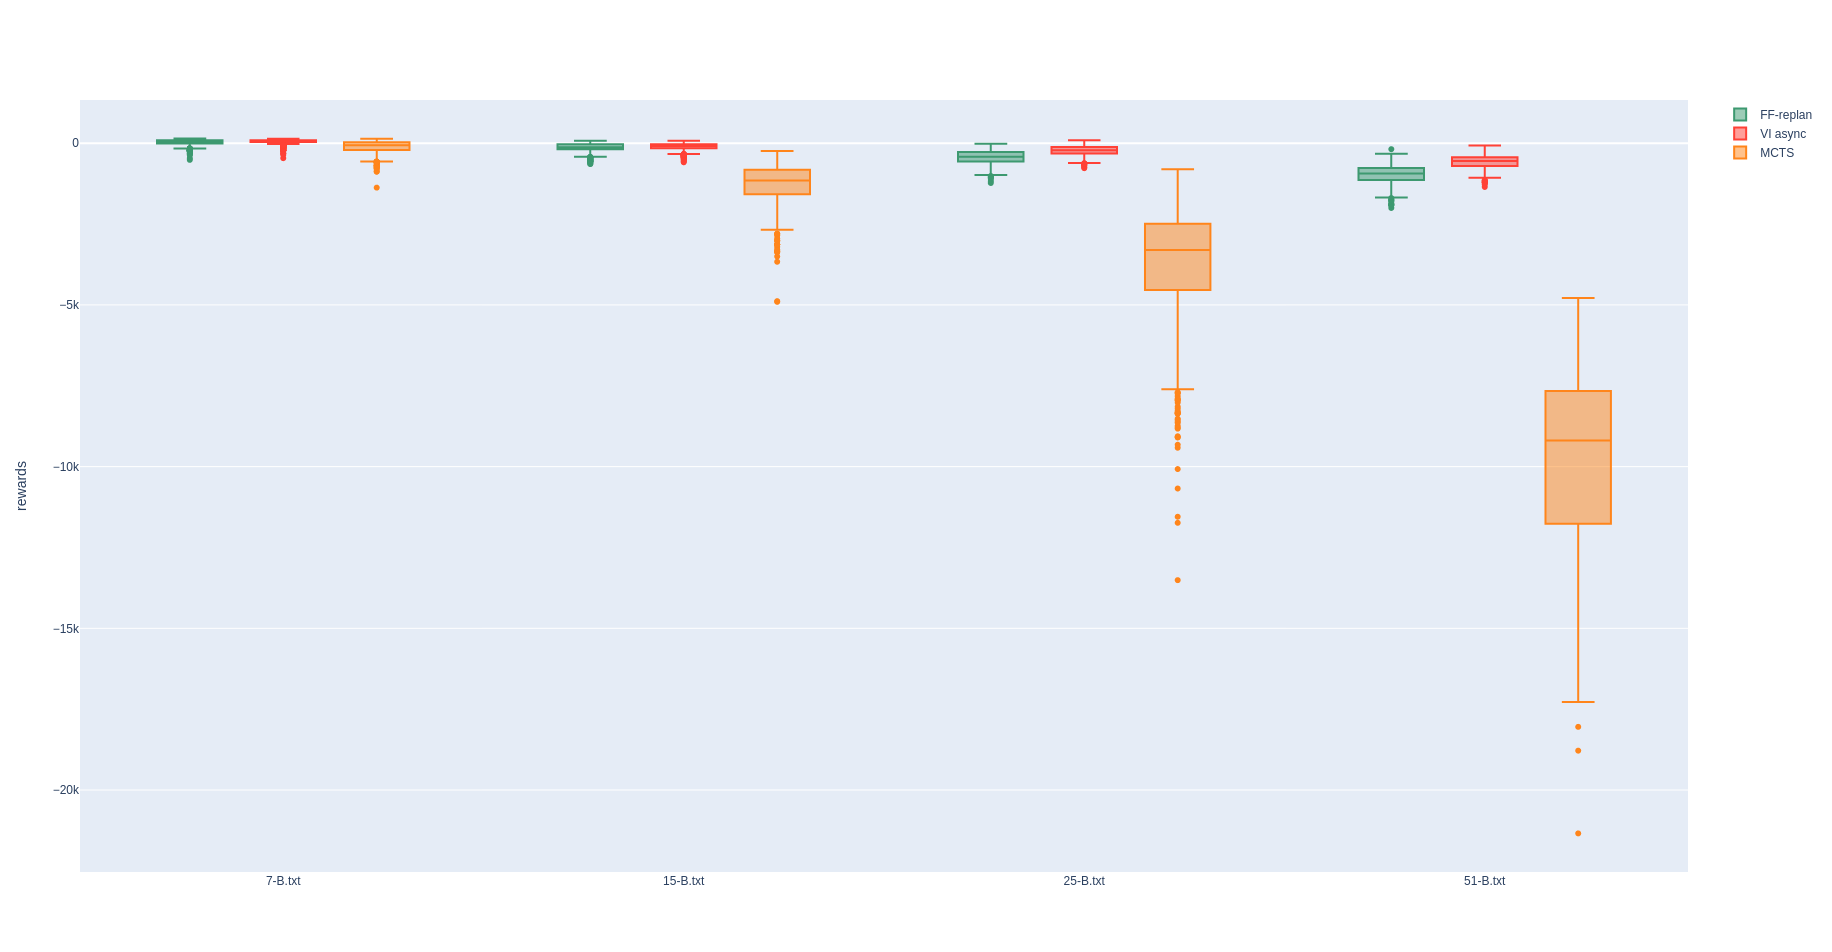 FF-replan
VI async
MCTS
rewards
0
−5k
−10k
−15k
−20k
7-B.txt
15-B.txt
25-B.txt
51-B.txt